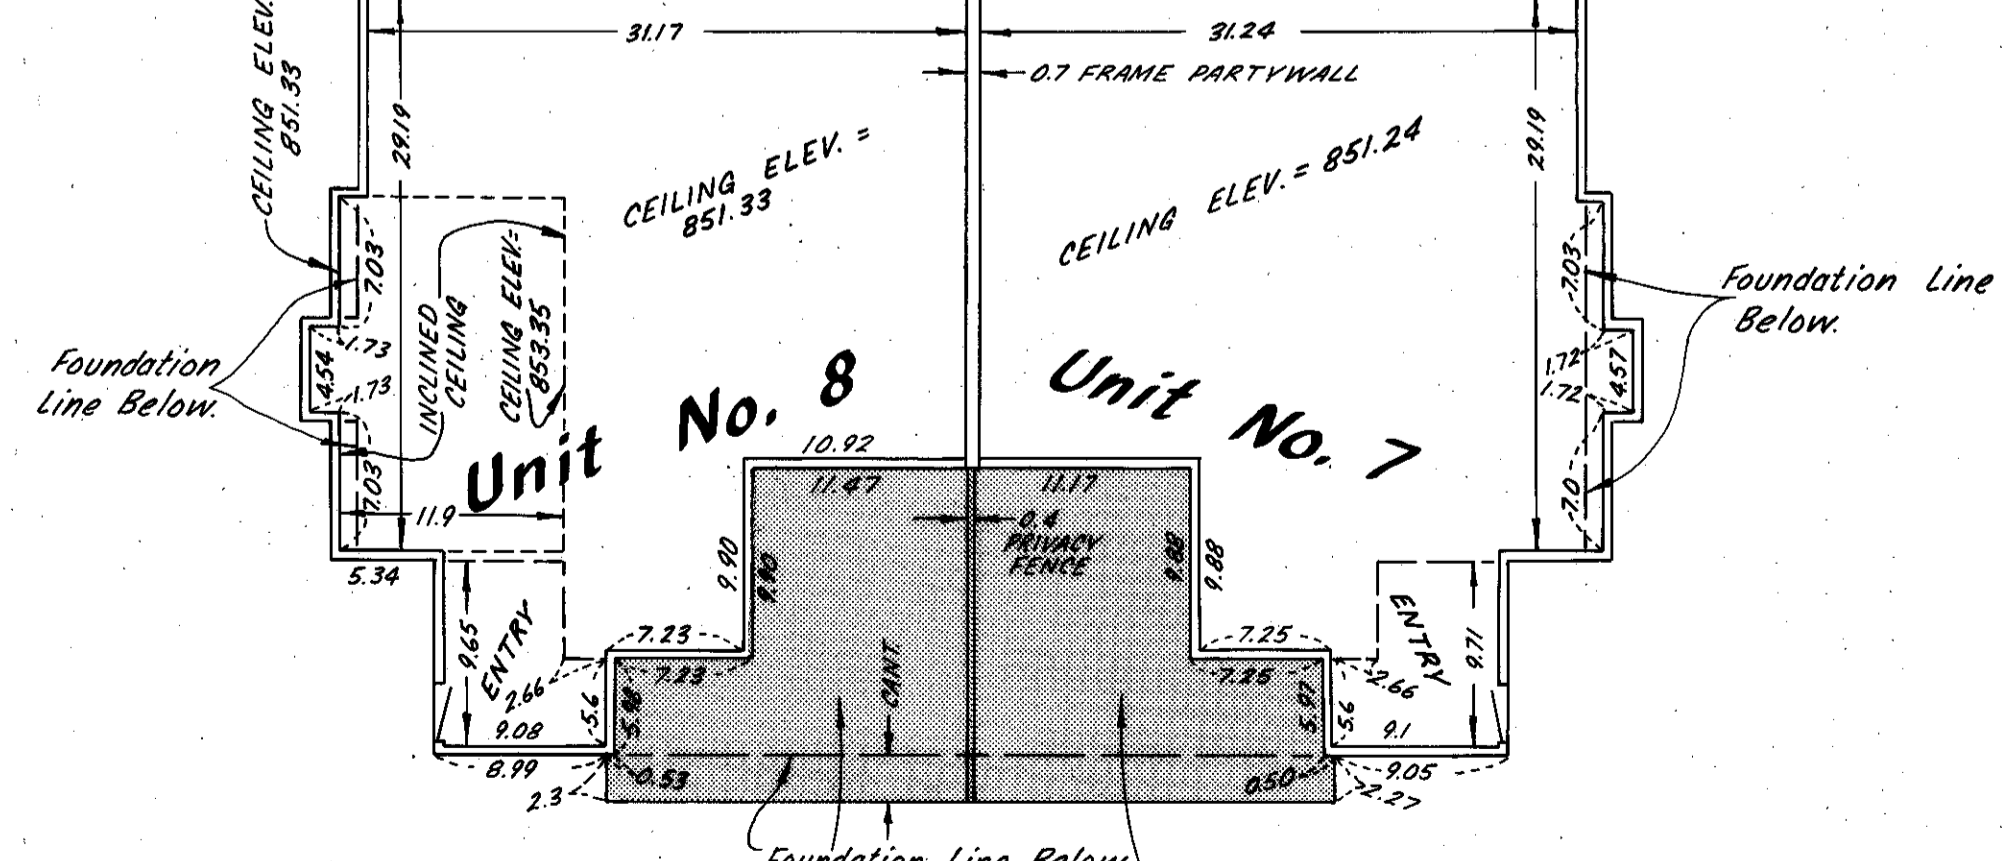 CEILING ELEV.
851.33
31.17
31.24
0.7 FRAME PARTYWALL
29.19
29.19
CEILING ELEV. =
851.33
CEILING ELEV. = 851.24
7.03
INCLINED
CEILING
CEILING ELEV.=
853.35
7.03
Foundation Line
Below.
Foundation
Line Below.
1.73
4.54
1.73
1.72
1.72
4.57
Unit No. 8
Unit No. 7
7.03
7.0
10.92
11.47
11.17
11.9
0.4
PRIVACY
FENCE
5.34
9.90
9.90
9.88
9.88
9.65
ENTRY
ENTRY
9.71
7.23
7.23
7.25
7.25
2.66
2.66
5.6
5.98
CANT.
5.97
5.6
9.08
9.1
8.99
0.53
0.50
9.05
2.3
2.27
Foundation Line Below